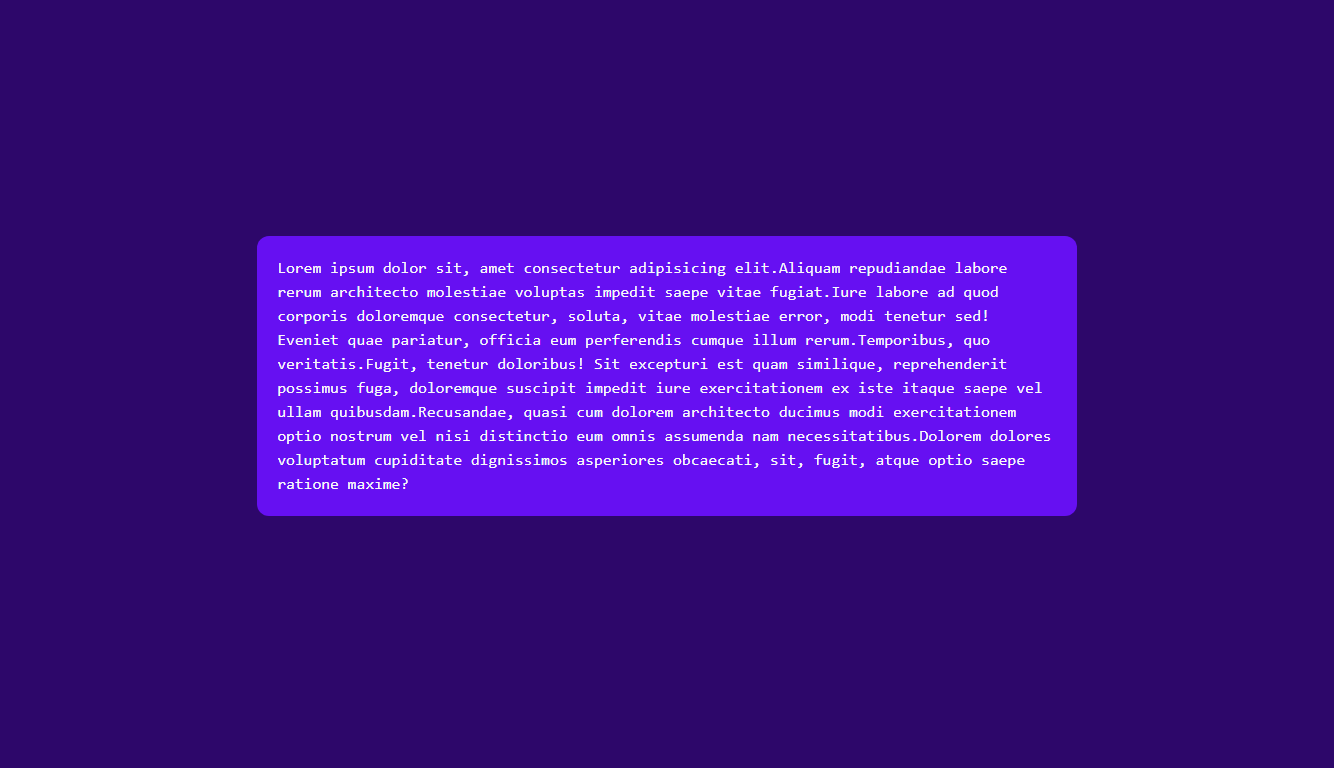 Lorem ipsum dolor sit, amet consectetur adipisicing elit.Aliquam repudiandae labore
rerum architecto molestiae voluptas impedit saepe vitae fugiat.Iure labore ad quod
corporis doloremque consectetur, soluta, vitae molestiae error, modi tenetur sed!
Eveniet quae pariatur, officia eum perferendis cumque illum rerum.Temporibus, quo
veritatis.Fugit, tenetur doloribus! Sit excepturi est quam similique, reprehenderit
possimus fuga, doloremque suscipit impedit iure exercitationem ex iste itaque saepe vel
ullam quibusdam.Recusandae, quasi cum dolorem architecto ducimus modi exercitationem
optio nostrum vel nisi distinctio eum omnis assumenda nam necessitatibus.Dolorem dolores
voluptatum cupiditate dignissimos asperiores obcaecati, sit, fugit, atque optio saepe
ratione maxime?